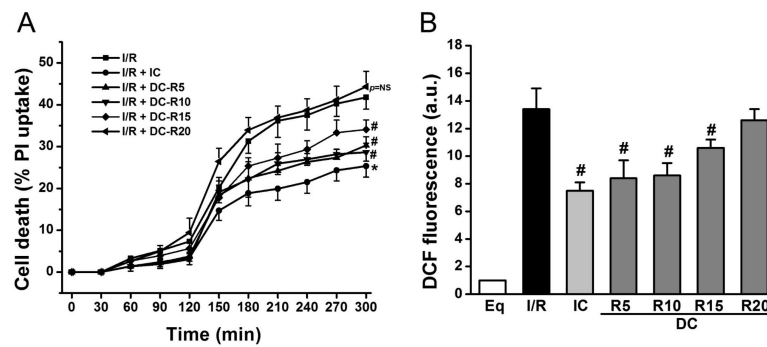 A
Cell death (% PI uptake)
50
40
30
20
10
0
I/R
I/R + IC
I/R + DC-R5
I/R + DC-R10
I/R + DC-R15
I/R + DC-R20
p=NS
#
#
#
*
0 30 60 90 120 150 180 210 240 270 300
Time (min)
B
DCF fluorescence (a.u.)
18
16
14
12
10
8
6
4
2
0
# # # #
Eq I/R IC R5 R10 R15 R20
DC